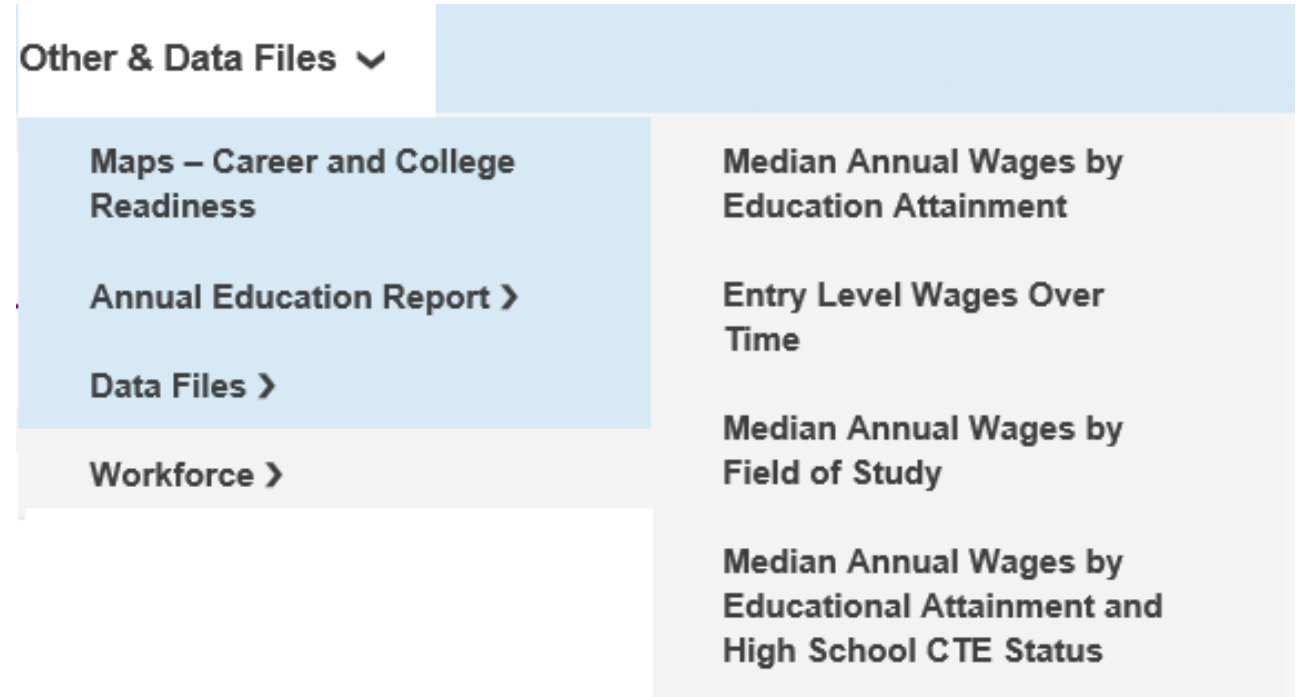 Other & Data Files
Maps – Career and College
Readiness
Annual Education Report
Data Files
Workforce
Median Annual Wages by
Education Attainment
Entry Level Wages Over
Time
Median Annual Wages by
Field of Study
Median Annual Wages by
Educational Attainment and
High School CTE Status